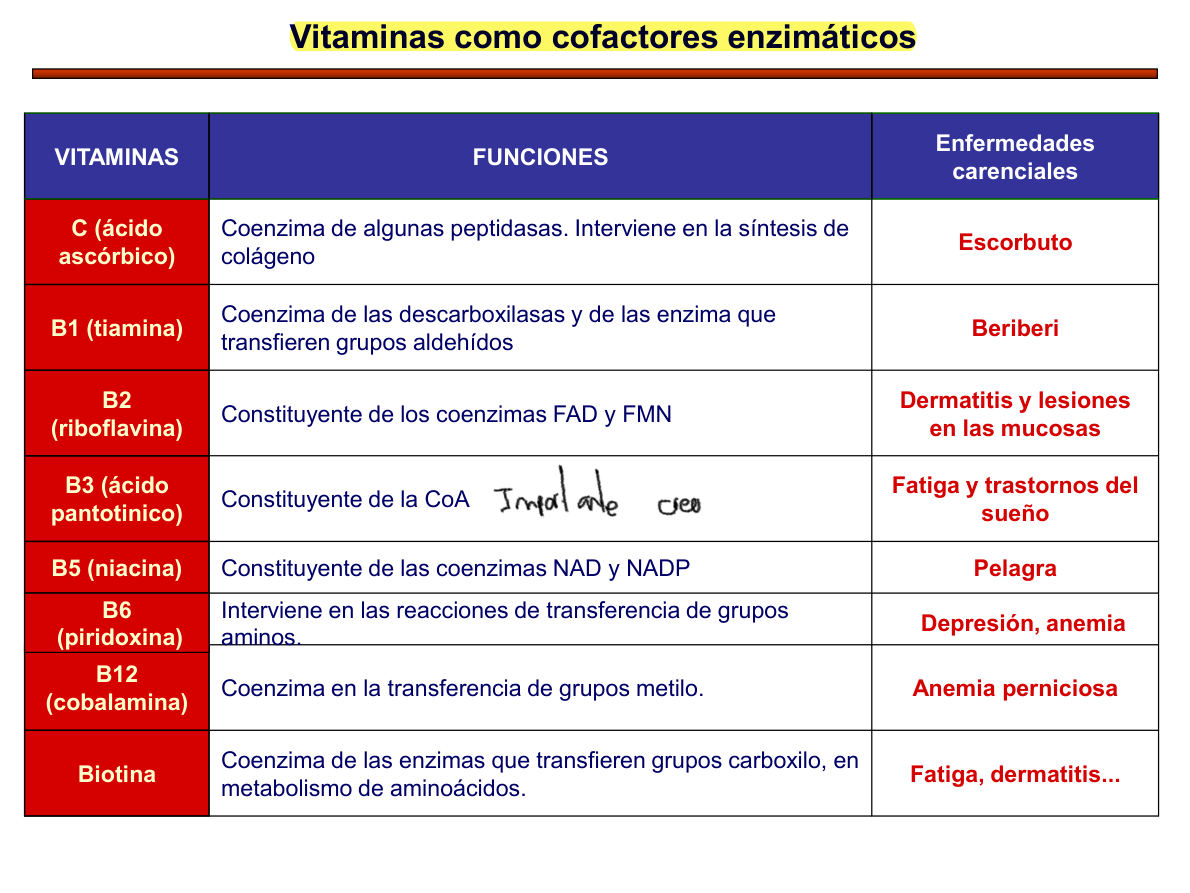 Vitaminas como cofactores enzimáticos
VITAMINAS
FUNCIONES
Enfermedades
carenciales
C (ácido
ascórbico)
Coenzima de algunas peptidasas. Interviene en la síntesis de
colágeno
Escorbuto
B1 (tiamina)
Coenzima de las descarboxilasas y de las enzima que
transfieren grupos aldehídos
Beriberi
B2
(riboflavina)
Constituyente de los coenzimas FAD y FMN
Dermatitis y lesiones
en las mucosas
B3 (ácido
pantotinico)
Constituyente de la CoA Importante creo
Fatiga y trastornos del
sueño
B5 (niacina)
Constituyente de las coenzimas NAD y NADP
Pelagra
B6
(piridoxina)
Interviene en las reacciones de transferencia de grupos
aminos.
Depresión, anemia
B12
(cobalamina)
Coenzima en la transferencia de grupos metilo.
Anemia perniciosa
Biotina
Coenzima de las enzimas que transfieren grupos carboxilo, en
metabolismo de aminoácidos.
Fatiga, dermatitis...